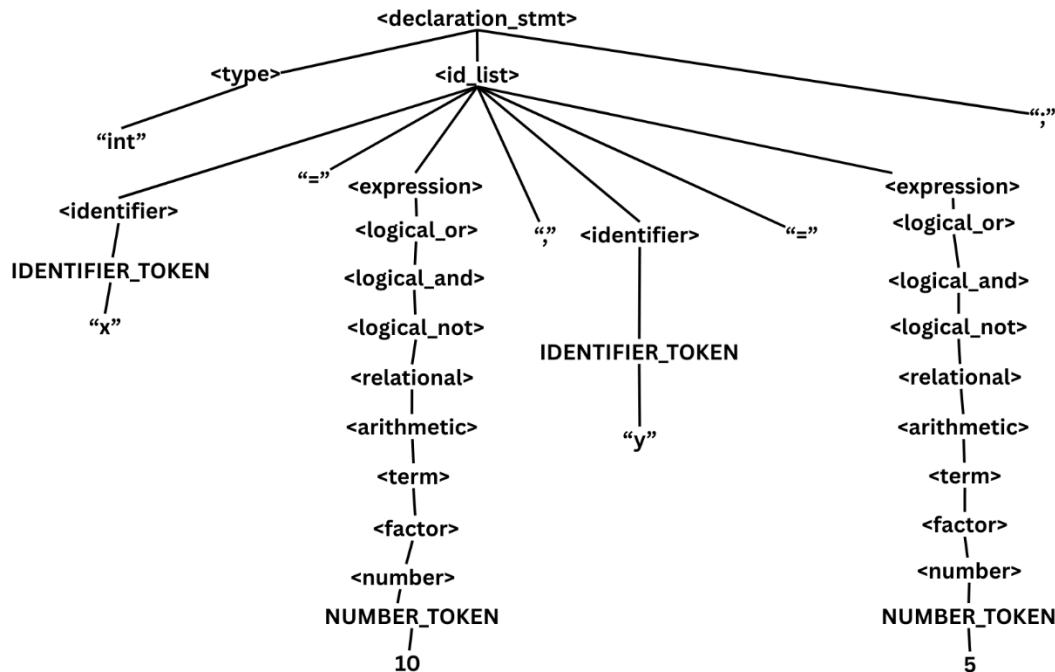 <declaration_stmt>
<type>
<id_list>
“;”
“int”
“=”
<expression>
<expression>
<identifier>
<logical_or>
“,”
<identifier>
“=”
<logical_or>
IDENTIFIER_TOKEN
<logical_and>
<logical_and>
“x”
<logical_not>
IDENTIFIER_TOKEN
<logical_not>
<relational>
<relational>
<arithmetic>
“y”
<arithmetic>
<term>
<term>
<factor>
<factor>
<number>
<number>
NUMBER_TOKEN
NUMBER_TOKEN
10
5